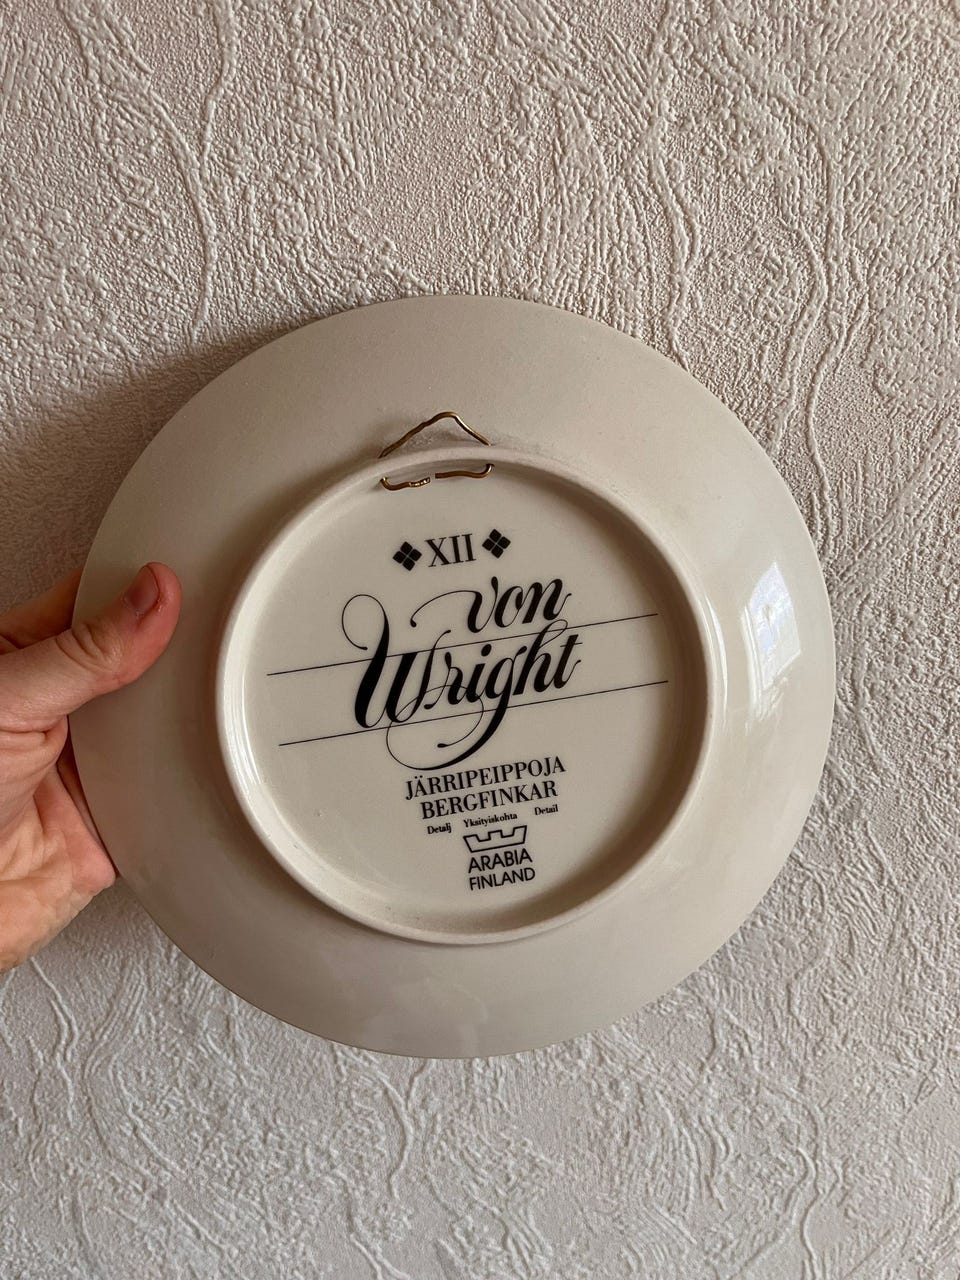 XII
von
Wright
JÄRRIPEIPPOJA
BERGFINKAR
Detalj Yksityiskohta Detail
ARABIA
FINLAND